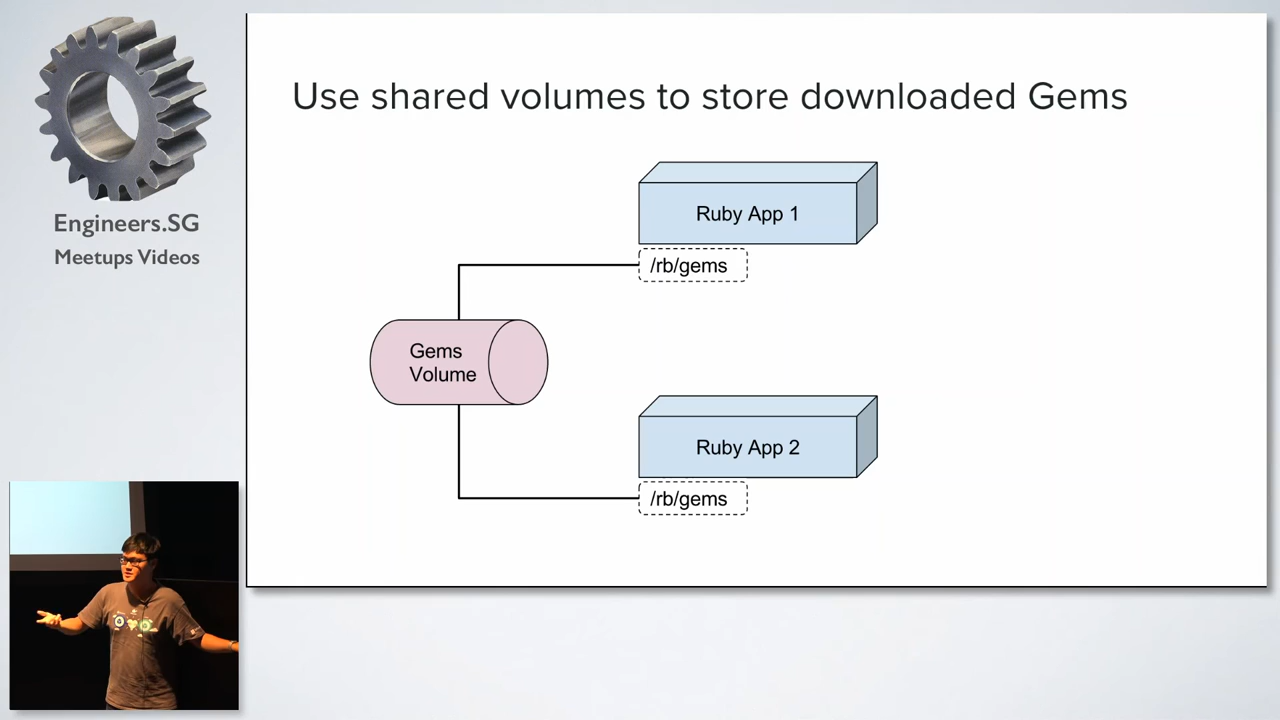 Engineers.SG
Meetups Videos
Use shared volumes to store downloaded Gems
Ruby App 1
/rb/gems
Gems
Volume
Ruby App 2
/rb/gems